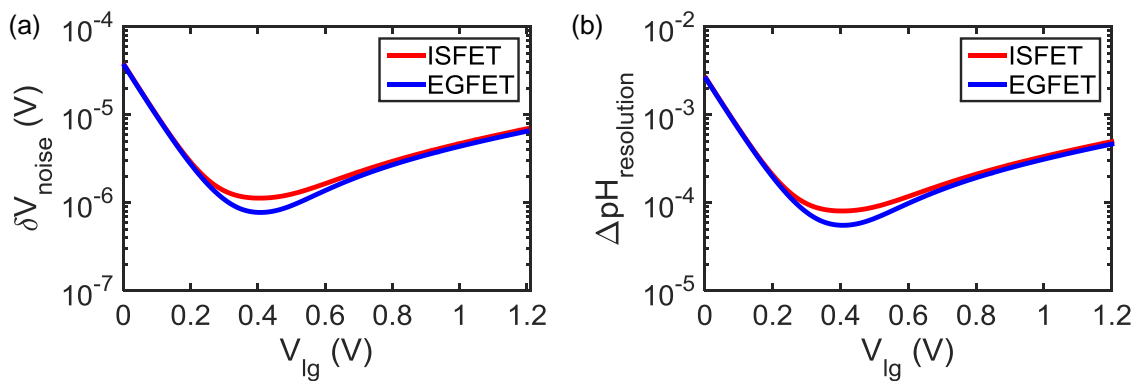 (a)
δV_noise (V)
10^-4
10^-5
10^-6
10^-7
ISFET
EGFET
0 0.2 0.4 0.6 0.8 1 1.2
V_lg (V)
(b)
ΔpH_resolution
10^-2
10^-3
10^-4
10^-5
ISFET
EGFET
0 0.2 0.4 0.6 0.8 1 1.2
V_lg (V)